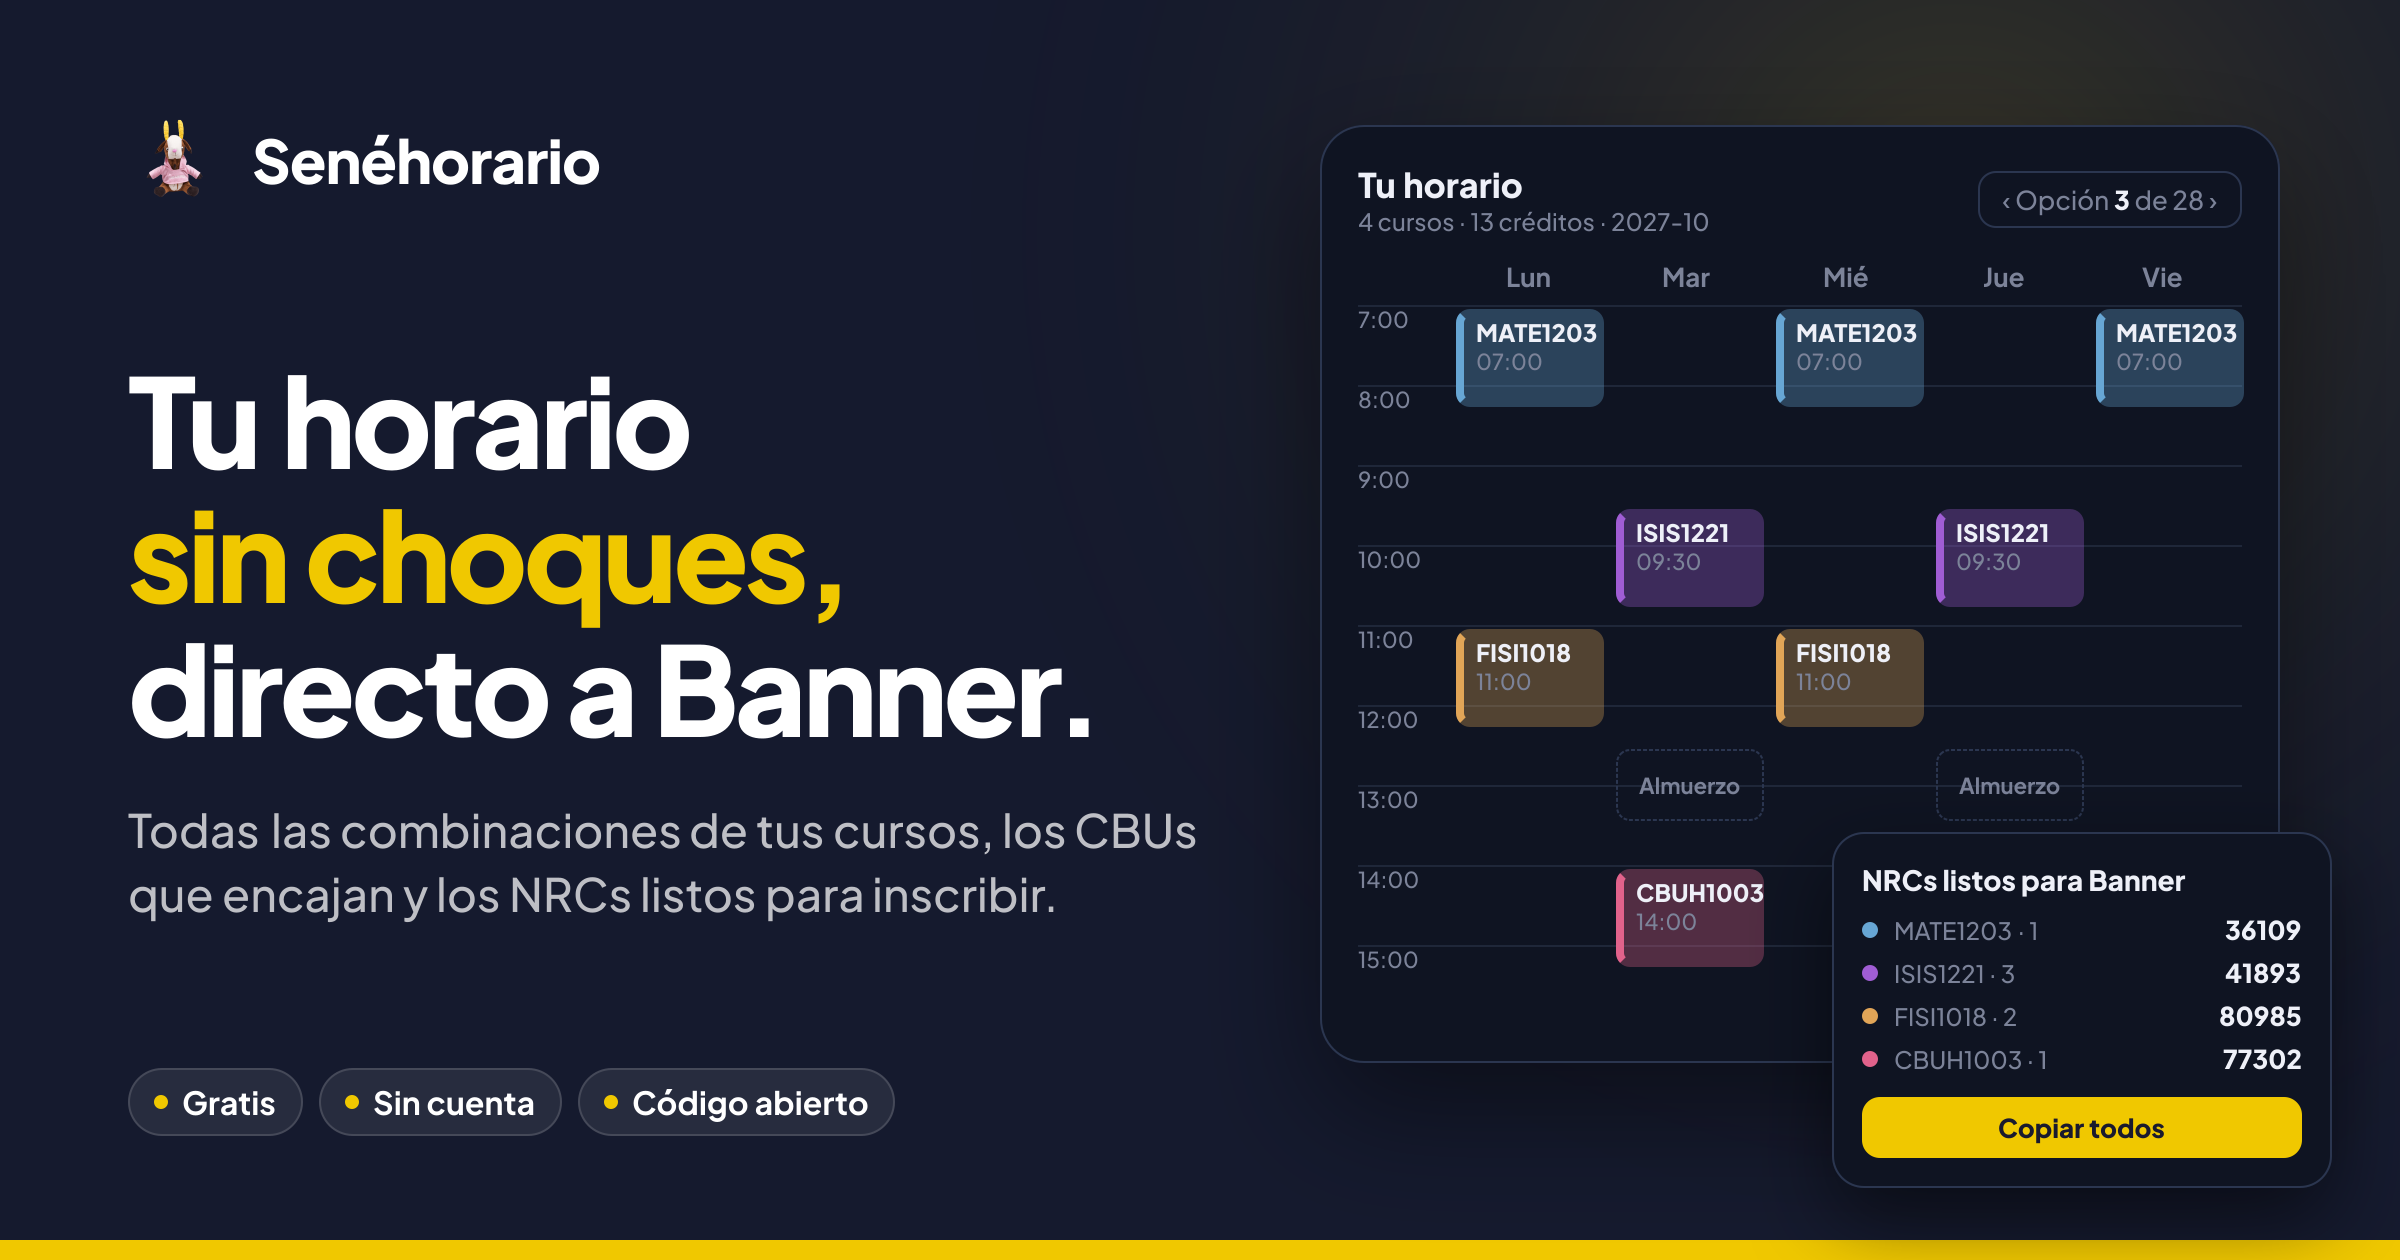 Senéhorario
Tu horario
sin choques,
directo a Banner.
Todas las combinaciones de tus cursos, los CBUs
que encajan y los NRCs listos para inscribir.
Gratis
Sin cuenta
Código abierto
Tu horario
4 cursos · 13 créditos · 2027-10
‹ Opción 3 de 28 ›
Lun Mar Mié Jue Vie
7:00
MATE1203 MATE1203 MATE1203
07:00 07:00 07:00
8:00
9:00
ISIS1221 ISIS1221
10:00
09:30 09:30
11:00
FISI1018 FISI1018
11:00 11:00
12:00
Almuerzo Almuerzo
13:00
14:00
CBUH1003
14:00
15:00
NRCs listos para Banner
MATE1203 · 1 36109
ISIS1221 · 3 41893
FISI1018 · 2 80985
CBUH1003 · 1 77302
Copiar todos